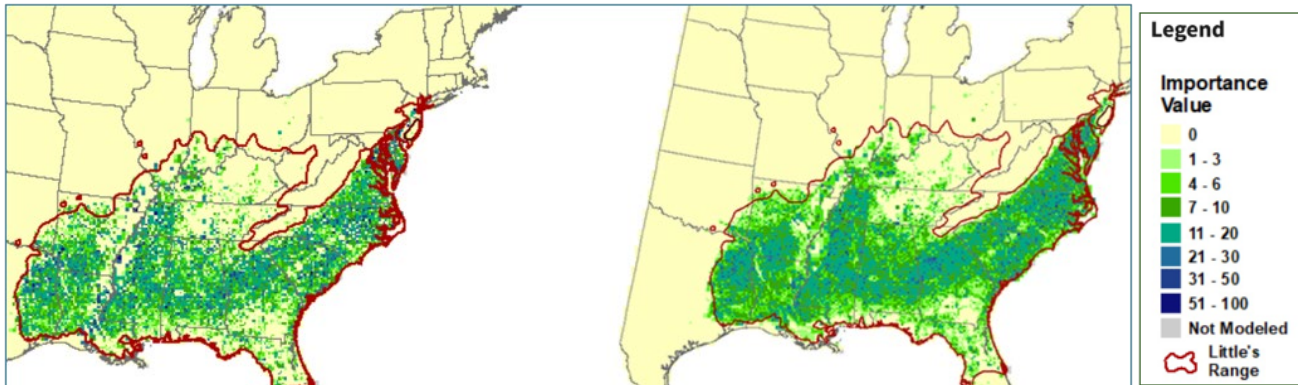 Legend
Importance
Value
0
1 - 3
4 - 6
7 - 10
11 - 20
21 - 30
31 - 50
51 - 100
Not Modeled
Little's
Range